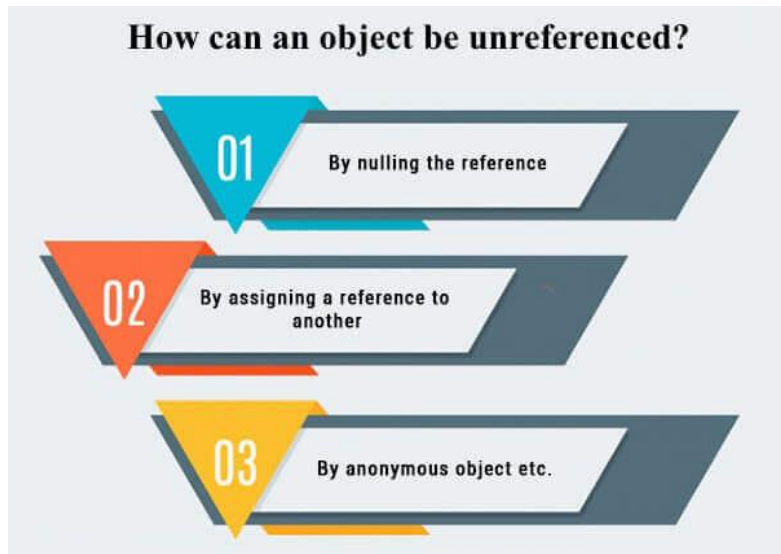 How can an object be unreferenced?
01
By nulling the reference
02
By assigning a reference to
another
03
By anonymous object etc.